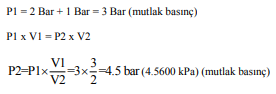 P1 = 2 Bar + 1 Bar = 3 Bar (mutlak basınç)
P1 x V1 = P2 x V2
P2=P1×V1/V2=3×3/2=4.5 bar (4.5600 kPa) (mutlak basınç)